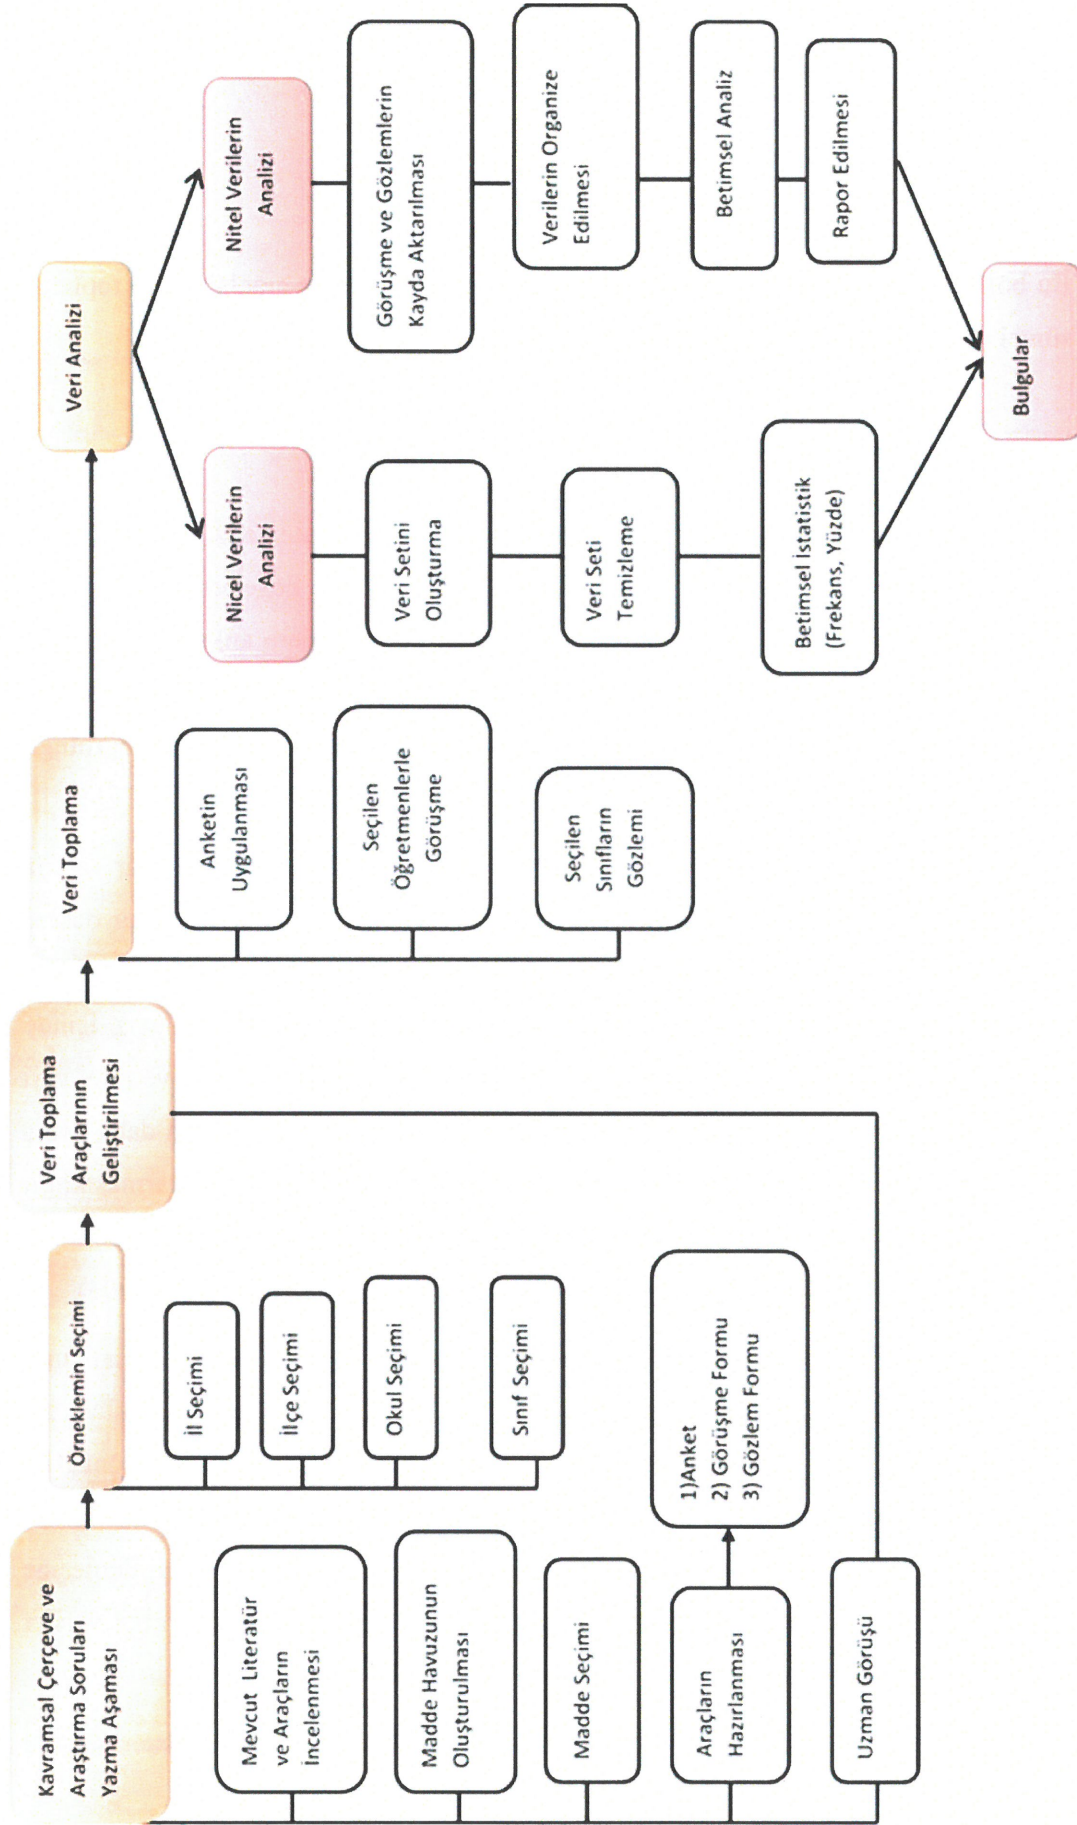 Kavramsal Çerçeve ve
Araştırma Soruları
Yazma Aşaması
Mevcut Literatür
ve Araçların
İncelenmesi
Madde Havuzunun
Oluşturulması
Madde Seçimi
Araçların
Hazırlanması
1)Anket
2) Görüşme Formu
3) Gözlem Formu
Uzman Görüşü
Örneklemin Seçimi
İl Seçimi
İlçe Seçimi
Okul Seçimi
Sınıf Seçimi
Veri Toplama
Araçlarının
Geliştirilmesi
Veri Toplama
Anketin
Uygulanması
Seçilen
Öğretmenlerle
Görüşme
Seçilen
Sınıfların
Gözlemi
Veri Analizi
Nicel Verilerin
Analizi
Veri Setini
Oluşturma
Veri Seti
Temizleme
Betimsel İstatistik
(Frekans, Yüzde)
Nitel Verilerin
Analizi
Görüşme ve Gözlemlerin
Kayda Aktarılması
Verilerin Organize
Edilmesi
Betimsel Analiz
Rapor Edilmesi
Bulgular